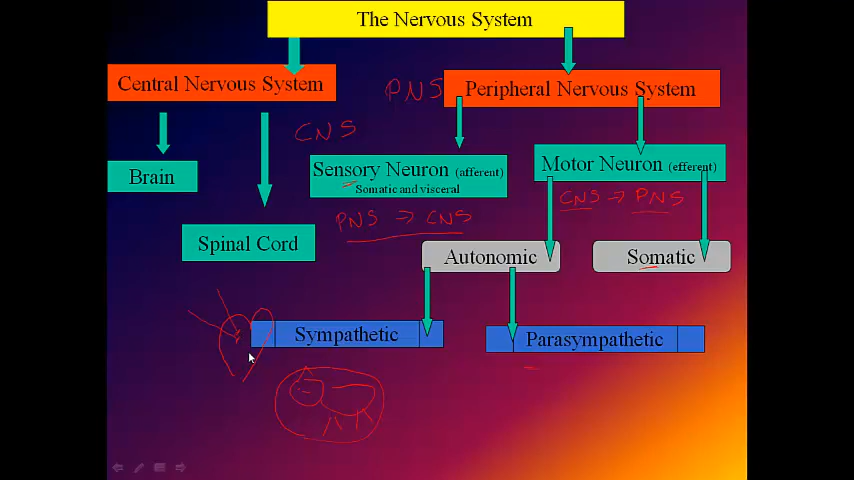 The Nervous System
Central Nervous System
PNS
Peripheral Nervous System
CNS
Brain
Sensory Neuron (afferent)
Somatic and visceral
Motor Neuron (efferent)
PNS → CNS
CNS → PNS
Spinal Cord
Autonomic
Somatic
Sympathetic
Parasympathetic